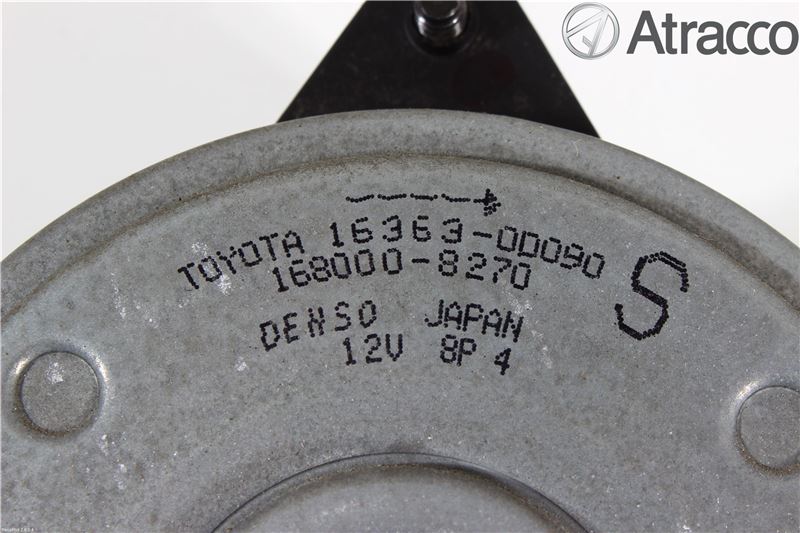 Atracco
TOYOTA 16363-0D090
168000-8270
S
DENSO JAPAN
12V 8P 4